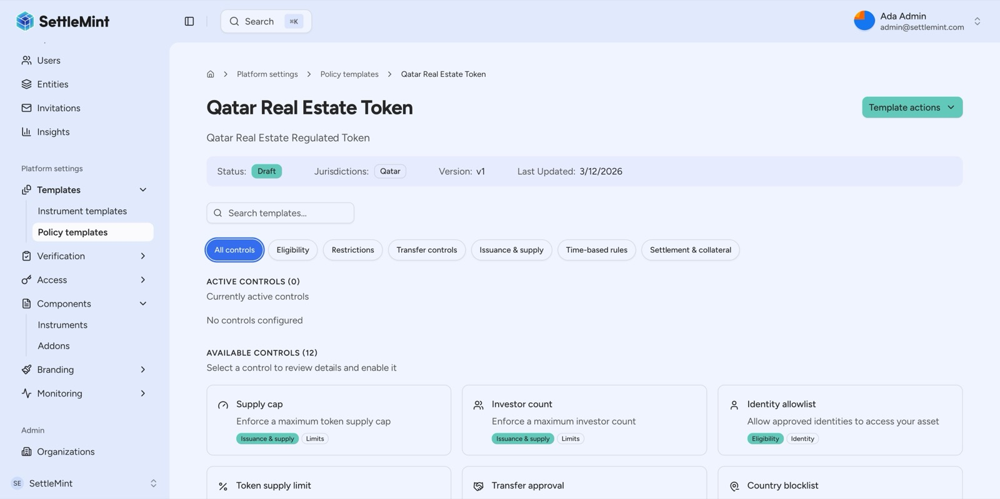 SettleMint
Search
⌘K
Ada Admin
admin@settlemint.com
Users
Entities
Invitations
Insights
Platform settings
Templates
Instrument templates
Policy templates
Verification
Access
Components
Instruments
Addons
Branding
Monitoring
Admin
Organizations
SE
SettleMint
Platform settings
Policy templates
Qatar Real Estate Token
Qatar Real Estate Token
Template actions
Qatar Real Estate Regulated Token
Status: Draft
Jurisdictions: Qatar
Version: v1
Last Updated: 3/12/2026
Search templates...
All controls
Eligibility
Restrictions
Transfer controls
Issuance & supply
Time-based rules
Settlement & collateral
ACTIVE CONTROLS (0)
Currently active controls
No controls configured
AVAILABLE CONTROLS (12)
Select a control to review details and enable it
Supply cap
Enforce a maximum token supply cap
Issuance & supply
Limits
Investor count
Enforce a maximum investor count
Issuance & supply
Limits
Identity allowlist
Allow approved identities to access your asset
Eligibility
Identity
Token supply limit
Transfer approval
Country blocklist